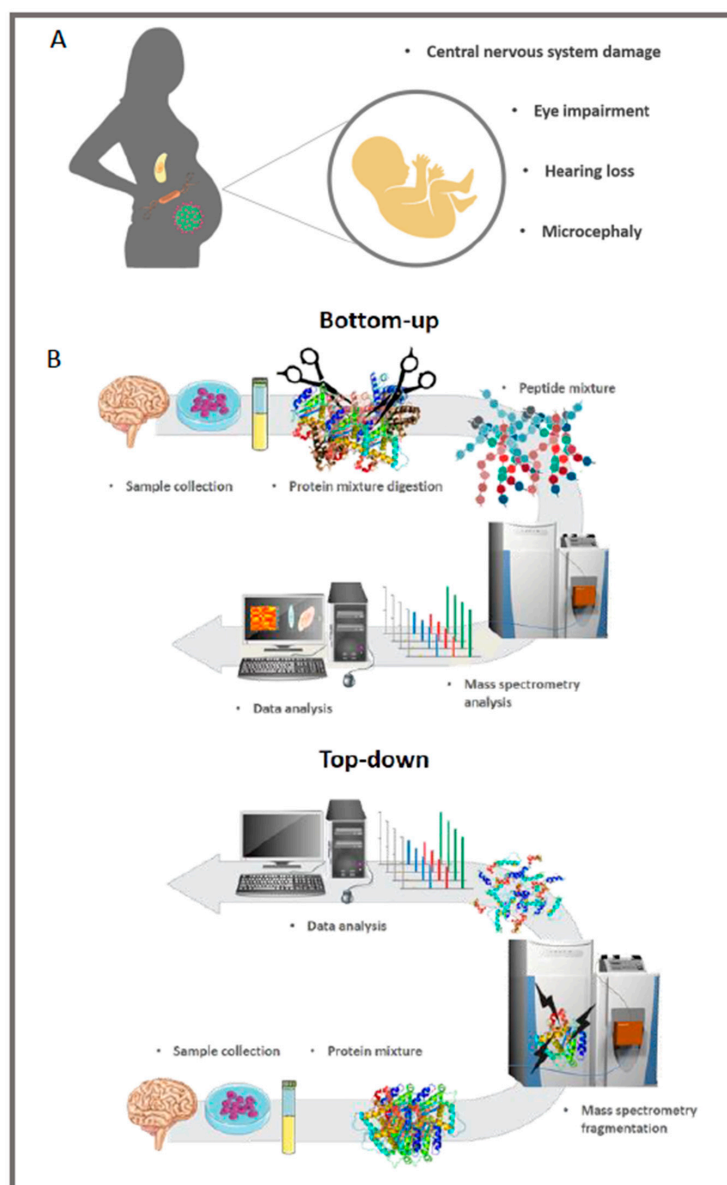 A
• Central nervous system damage
• Eye impairment
• Hearing loss
• Microcephaly
Bottom-up
B
• Peptide mixture
• Sample collection
• Protein mixture digestion
• Mass spectrometry
analysis
• Data analysis
Top-down
• Data analysis
• Sample collection
• Protein mixture
• Mass spectrometry
fragmentation